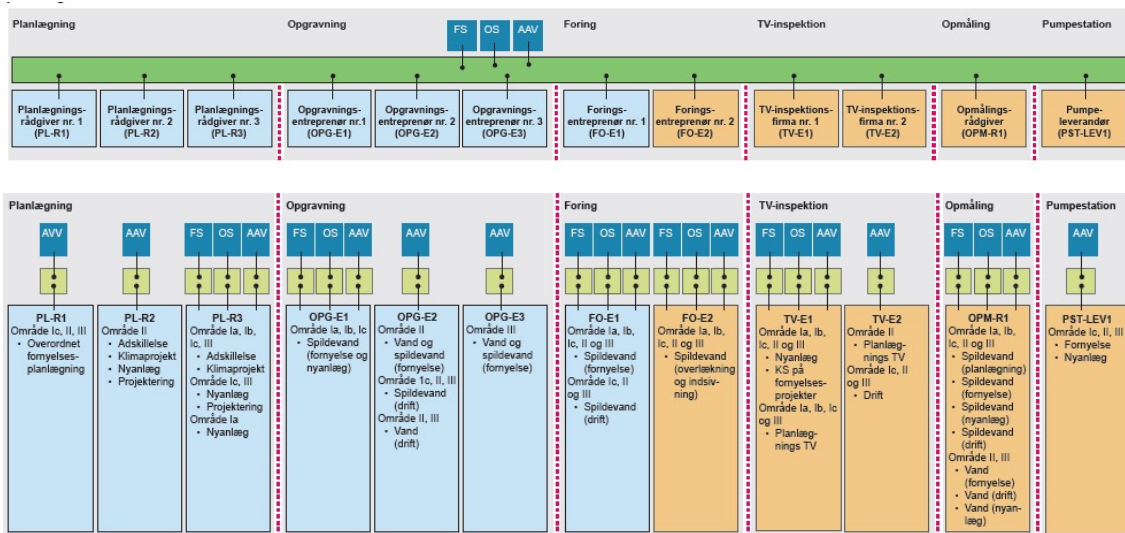 Planlægning
Opgravning
Foring
TV-inspektion
Opmåling
Pumpestation
FS
OS
AAV
Planlægnings-
rådgiver nr. 1
(PL-R1)
Planlægnings-
rådgiver nr. 2
(PL-R2)
Planlægnings-
rådgiver nr. 3
(PL-R3)
Opgravnings-
entreprenør nr.1
(OPG-E1)
Opgravnings-
entreprenør nr. 2
(OPG-E2)
Opgravnings-
entreprenør nr. 3
(OPG-E3)
Forings-
entreprenør nr. 1
(FO-E1)
Forings-
entreprenør nr. 2
(FO-E2)
TV-inspektions-
firma nr. 1
(TV-E1)
TV-inspektions-
firma nr. 2
(TV-E2)
Opmålings-
rådgiver
(OPM-R1)
Pumpe-
leverandør
(PST-LEV1)
Planlægning
Opgravning
Foring
TV-inspektion
Opmåling
Pumpestation
AVV
AAV
FS
OS
AAV
FS
OS
AAV
AAV
AAV
FS
OS
AAV
FS
OS
AAV
FS
OS
AAV
AAV
FS
OS
AAV
AAV
PL-R1
Område Ic, II, III
• Overordnet
fornyelses-
planlægning
PL-R2
Område II
• Adskillelse
• Klimaprojekt
• Nyanlæg
• Projektering
PL-R3
Område Ia, Ib,
Ic, III
• Adskillelse
• Klimaprojekt
Område Ic, III
• Nyanlæg
• Projektering
Område Ia
• Nyanlæg
OPG-E1
Område Ia, Ib, Ic
• Spildevand
(fornyelse og
nyanlæg)
OPG-E2
Område II
• Vand og
spildevand
(fornyelse)
Område 1c, II, III
• Spildevand
(drift)
Område II, III
• Vand
(drift)
OPG-E3
Område III
• Vand og
spildevand
(fornyelse)
FO-E1
Område Ia, Ib,
Ic, II og III
• Spildevand
(fornyelse)
Område Ic, II
og III
• Spildevand
(drift)
FO-E2
Område Ia, Ib,
Ic, II og III
• Spildevand
(overlækning
og indsiv-
ning)
TV-E1
Område Ia, Ib,
Ic, II og III
• Nyanlæg
• KS på
fornyelses-
projekter
Område Ia, Ib, Ic
og III
• Planlæg-
nings TV
TV-E2
Område II
• Planlæg-
nings TV
Område Ic, II
og III
• Drift
OPM-R1
Område Ia, Ib,
Ic, II og III
• Spildevand
(planlægning)
• Spildevand
(fornyelse)
• Spildevand
(nyanlæg)
• Spildevand
(drift)
Område II, III
• Vand
(fornyelse)
• Vand (drift)
• Vand (nyan-
læg)
PST-LEV1
Område Ic, II, III
• Fornyelse
• Nyanlæg